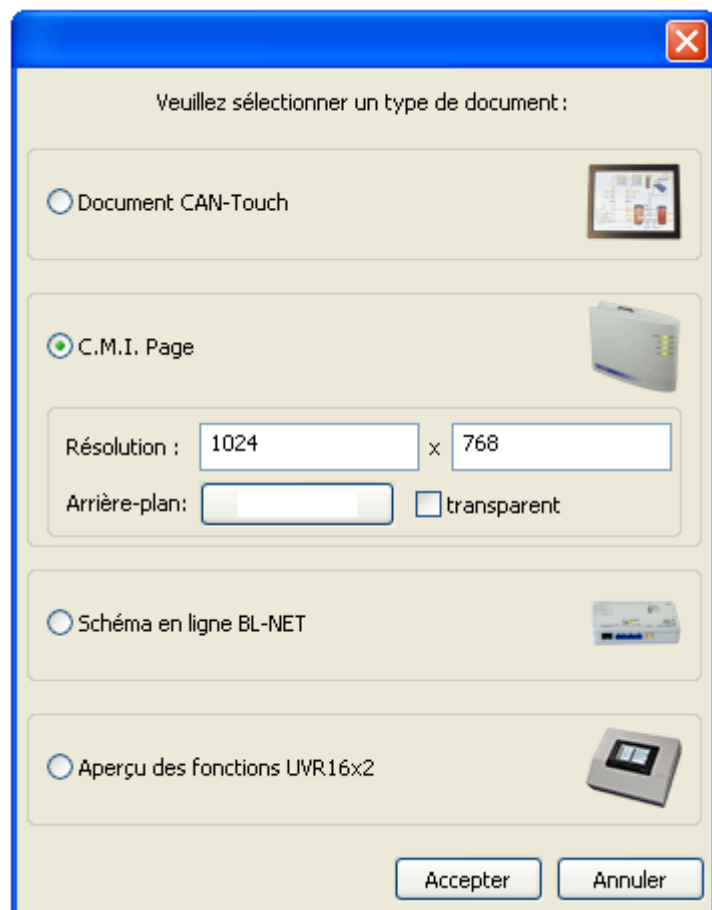 Veuillez sélectionner un type de document:
Document CAN-Touch
C.M.I. Page
Résolution : 1024 x 768
Arrière-plan: transparent
Schéma en ligne BL-NET
Aperçu des fonctions UVR16x2
Accepter Annuler